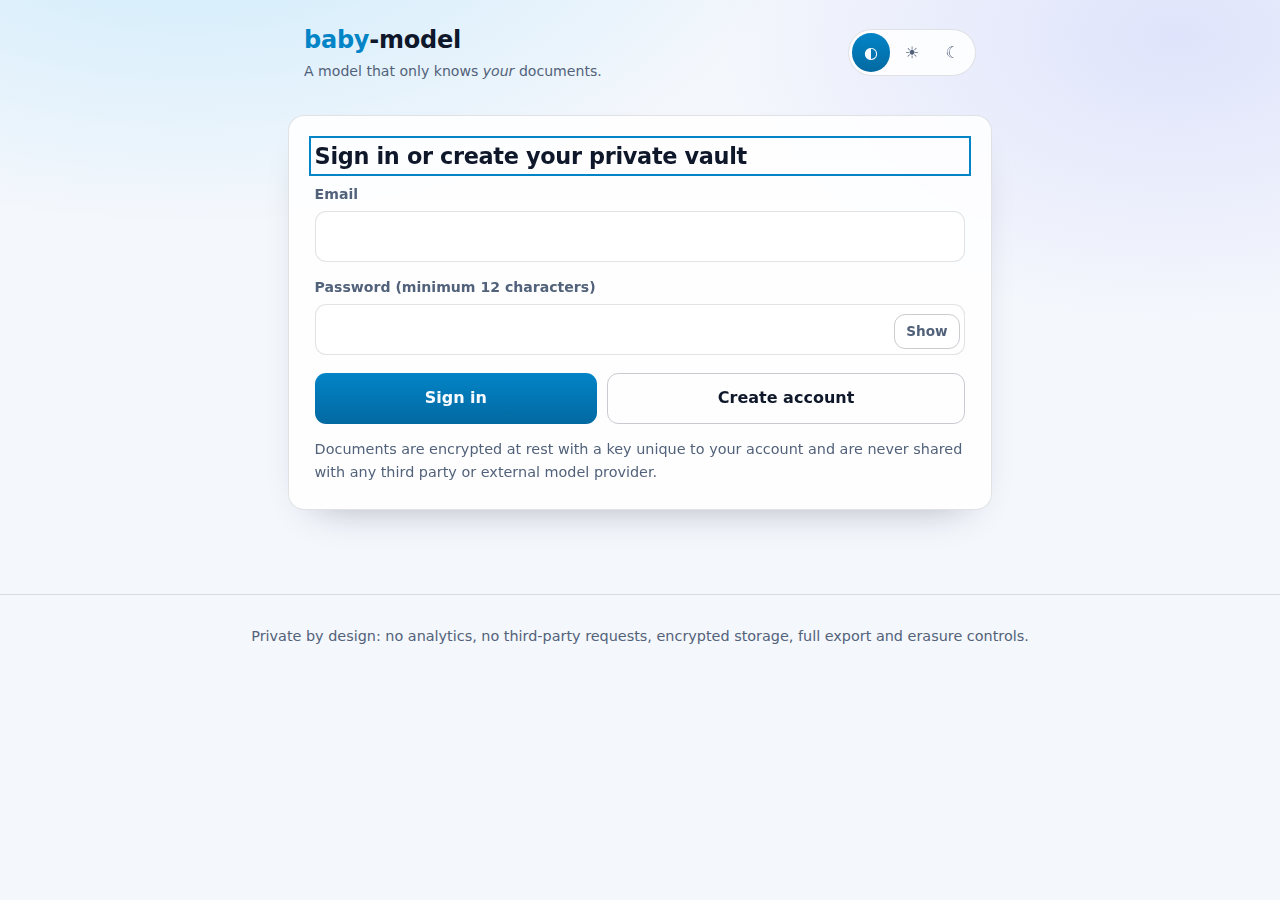 baby-model
A model that only knows your documents.
Sign in or create your private vault
Email
Password (minimum 12 characters)
Show
Sign in
Create account
Documents are encrypted at rest with a key unique to your account and are never shared
with any third party or external model provider.
Private by design: no analytics, no third-party requests, encrypted storage, full export and erasure controls.